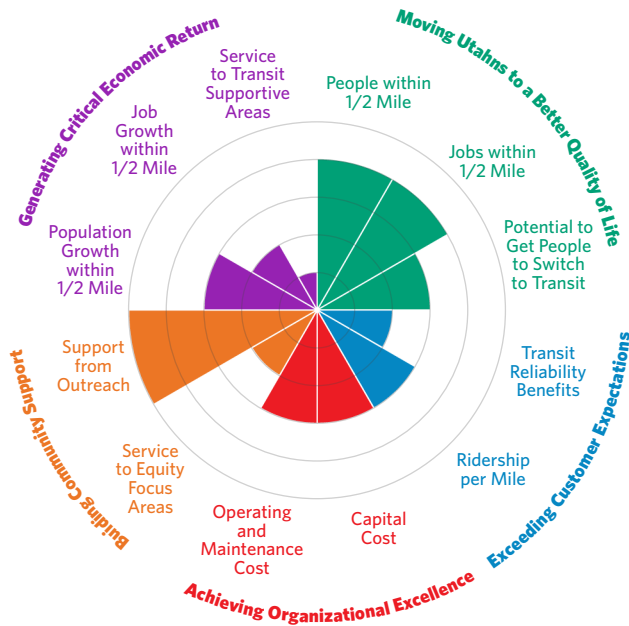 Moving Utahns to a Better Quality of Life
People within
1/2 Mile
Jobs within
1/2 Mile
Potential to
Get People
to Switch
to Transit
Exceeding Customer Expectations
Transit
Reliability
Benefits
Ridership
per Mile
Achieving Organizational Excellence
Capital
Cost
Operating
and
Maintenance
Cost
Building Community Support
Service
to Equity
Focus
Areas
Support
from
Outreach
Generating Critical Economic Return
Population
Growth
within
1/2 Mile
Job
Growth
within
1/2 Mile
Service
to Transit
Supportive
Areas